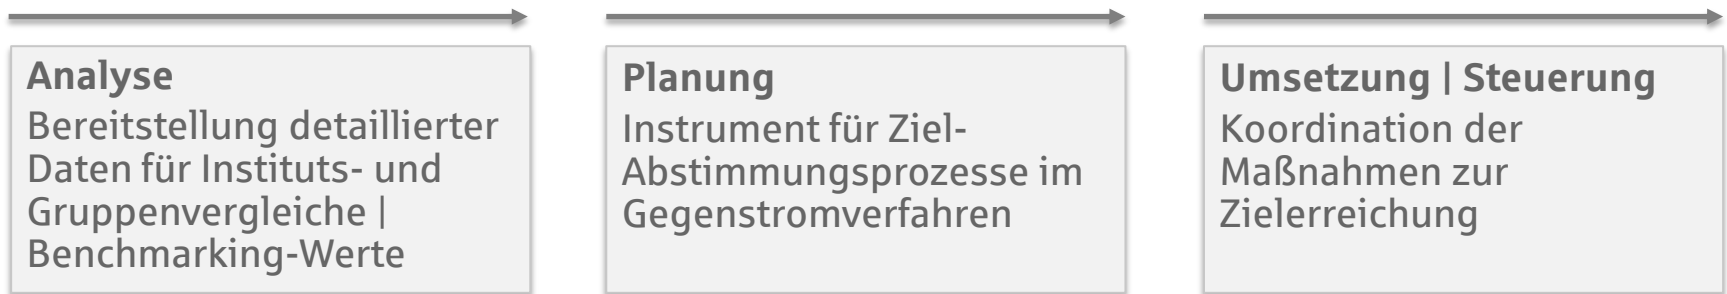 Analyse
Bereitstellung detaillierter
Daten für Instituts- und
Gruppenvergleiche |
Benchmarking-Werte
Planung
Instrument für Ziel-
Abstimmungsprozesse im
Gegenstromverfahren
Umsetzung | Steuerung
Koordination der
Maßnahmen zur
Zielerreichung